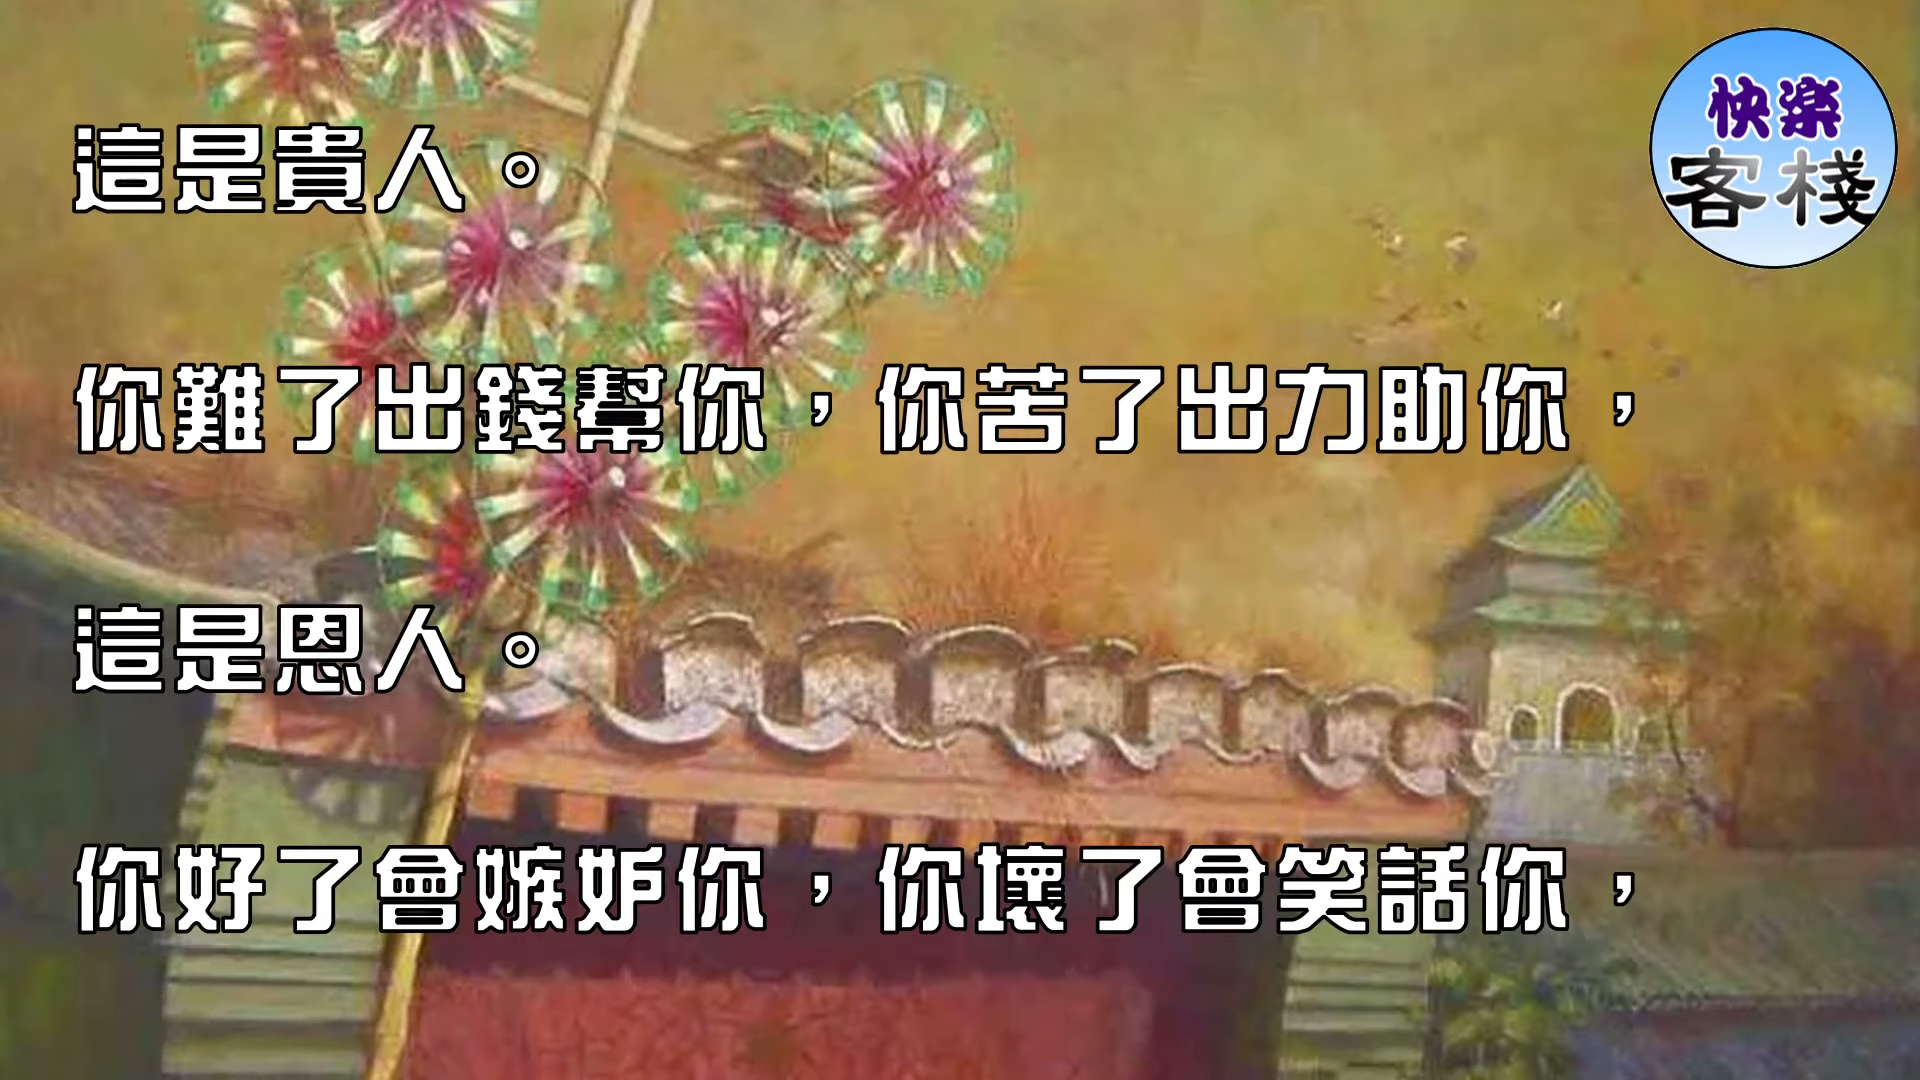 快樂
客棧
這是貴人。
你難了出錢幫你，你苦了出力助你，
這是恩人。
你好了會嫉妒你，你壞了會笑話你，